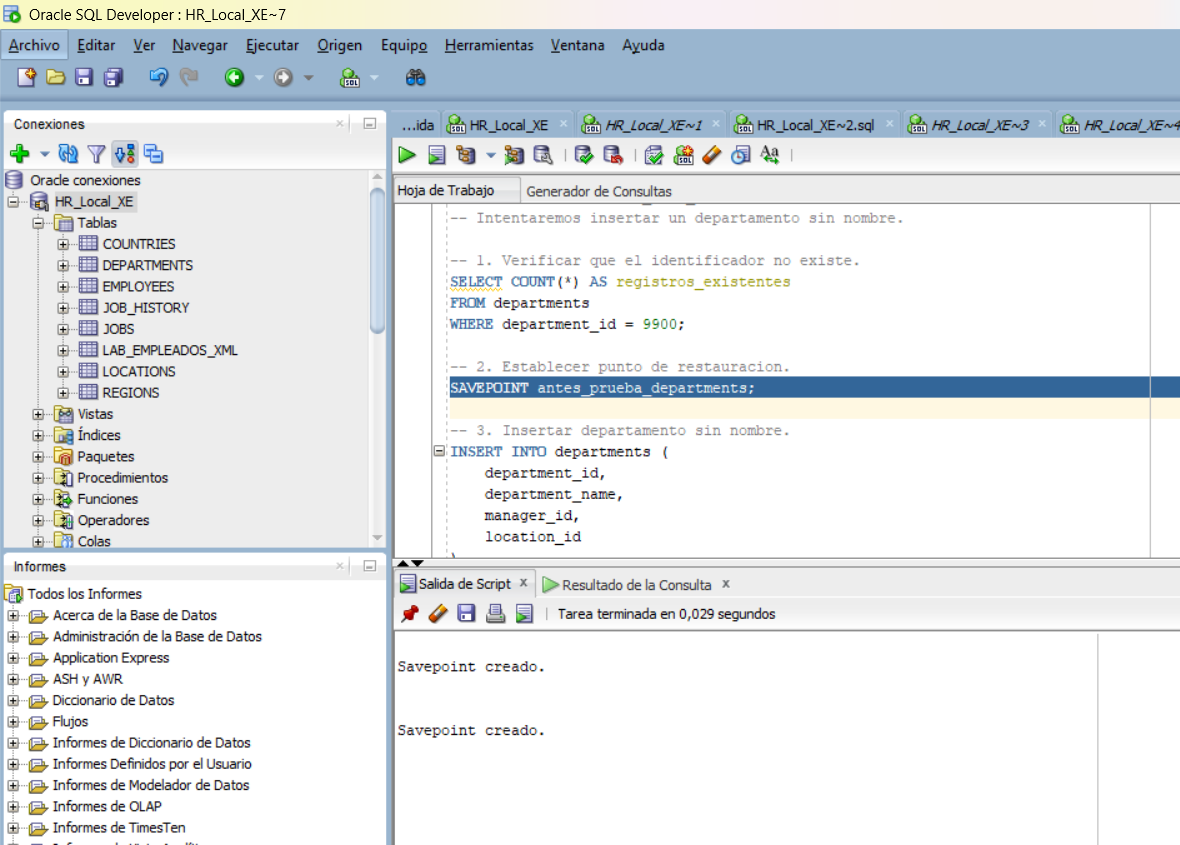 Oracle SQL Developer : HR_Local_XE~7
Archivo Editar Ver Navegar Ejecutar Origen Equipo Herramientas Ventana Ayuda
Conexiones
Oracle conexiones
HR_Local_XE
Tablas
COUNTRIES
DEPARTMENTS
EMPLOYEES
JOB_HISTORY
JOBS
LAB_EMPLEADOS_XML
LOCATIONS
REGIONS
Vistas
Índices
Paquetes
Procedimientos
Funciones
Operadores
Colas
Informes
Todos los Informes
Acerca de la Base de Datos
Administración de la Base de Datos
Application Express
ASH y AWR
Diccionario de Datos
Flujos
Informes de Diccionario de Datos
Informes Definidos por el Usuario
Informes de Modelador de Datos
Informes de OLAP
Informes de TimesTen
...ida HR_Local_XE HR_Local_XE~1 HR_Local_XE~2.sql HR_Local_XE~3 HR_Local_XE~4
Hoja de Trabajo Generador de Consultas
-- Intentaremos insertar un departamento sin nombre.
-- 1. Verificar que el identificador no existe.
SELECT COUNT(*) AS registros_existentes
FROM departments
WHERE department_id = 9900;
-- 2. Establecer punto de restauracion.
SAVEPOINT antes_prueba_departments;
-- 3. Insertar departamento sin nombre.
INSERT INTO departments (
department_id,
department_name,
manager_id,
location_id
Salida de Script Resultado de la Consulta
Tarea terminada en 0,029 segundos
Savepoint creado.
Savepoint creado.